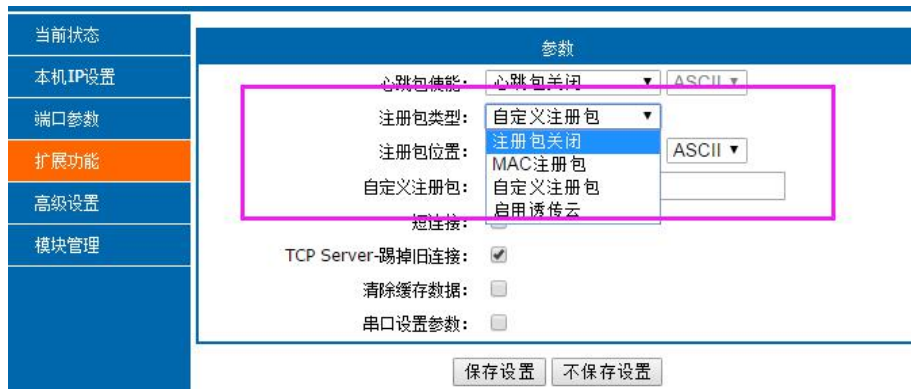 当前状态
本机IP设置
端口参数
扩展功能
高级设置
模块管理
参数
心跳包使能: 心跳包关闭 ASCII
注册包类型: 自定义注册包
注册包关闭
注册包位置: ASCII
MAC注册包
自定义注册包: 自定义注册包
启用透传云
短连接:
TCP Server-踢掉旧连接:
清除缓存数据:
串口设置参数:
保存设置 不保存设置